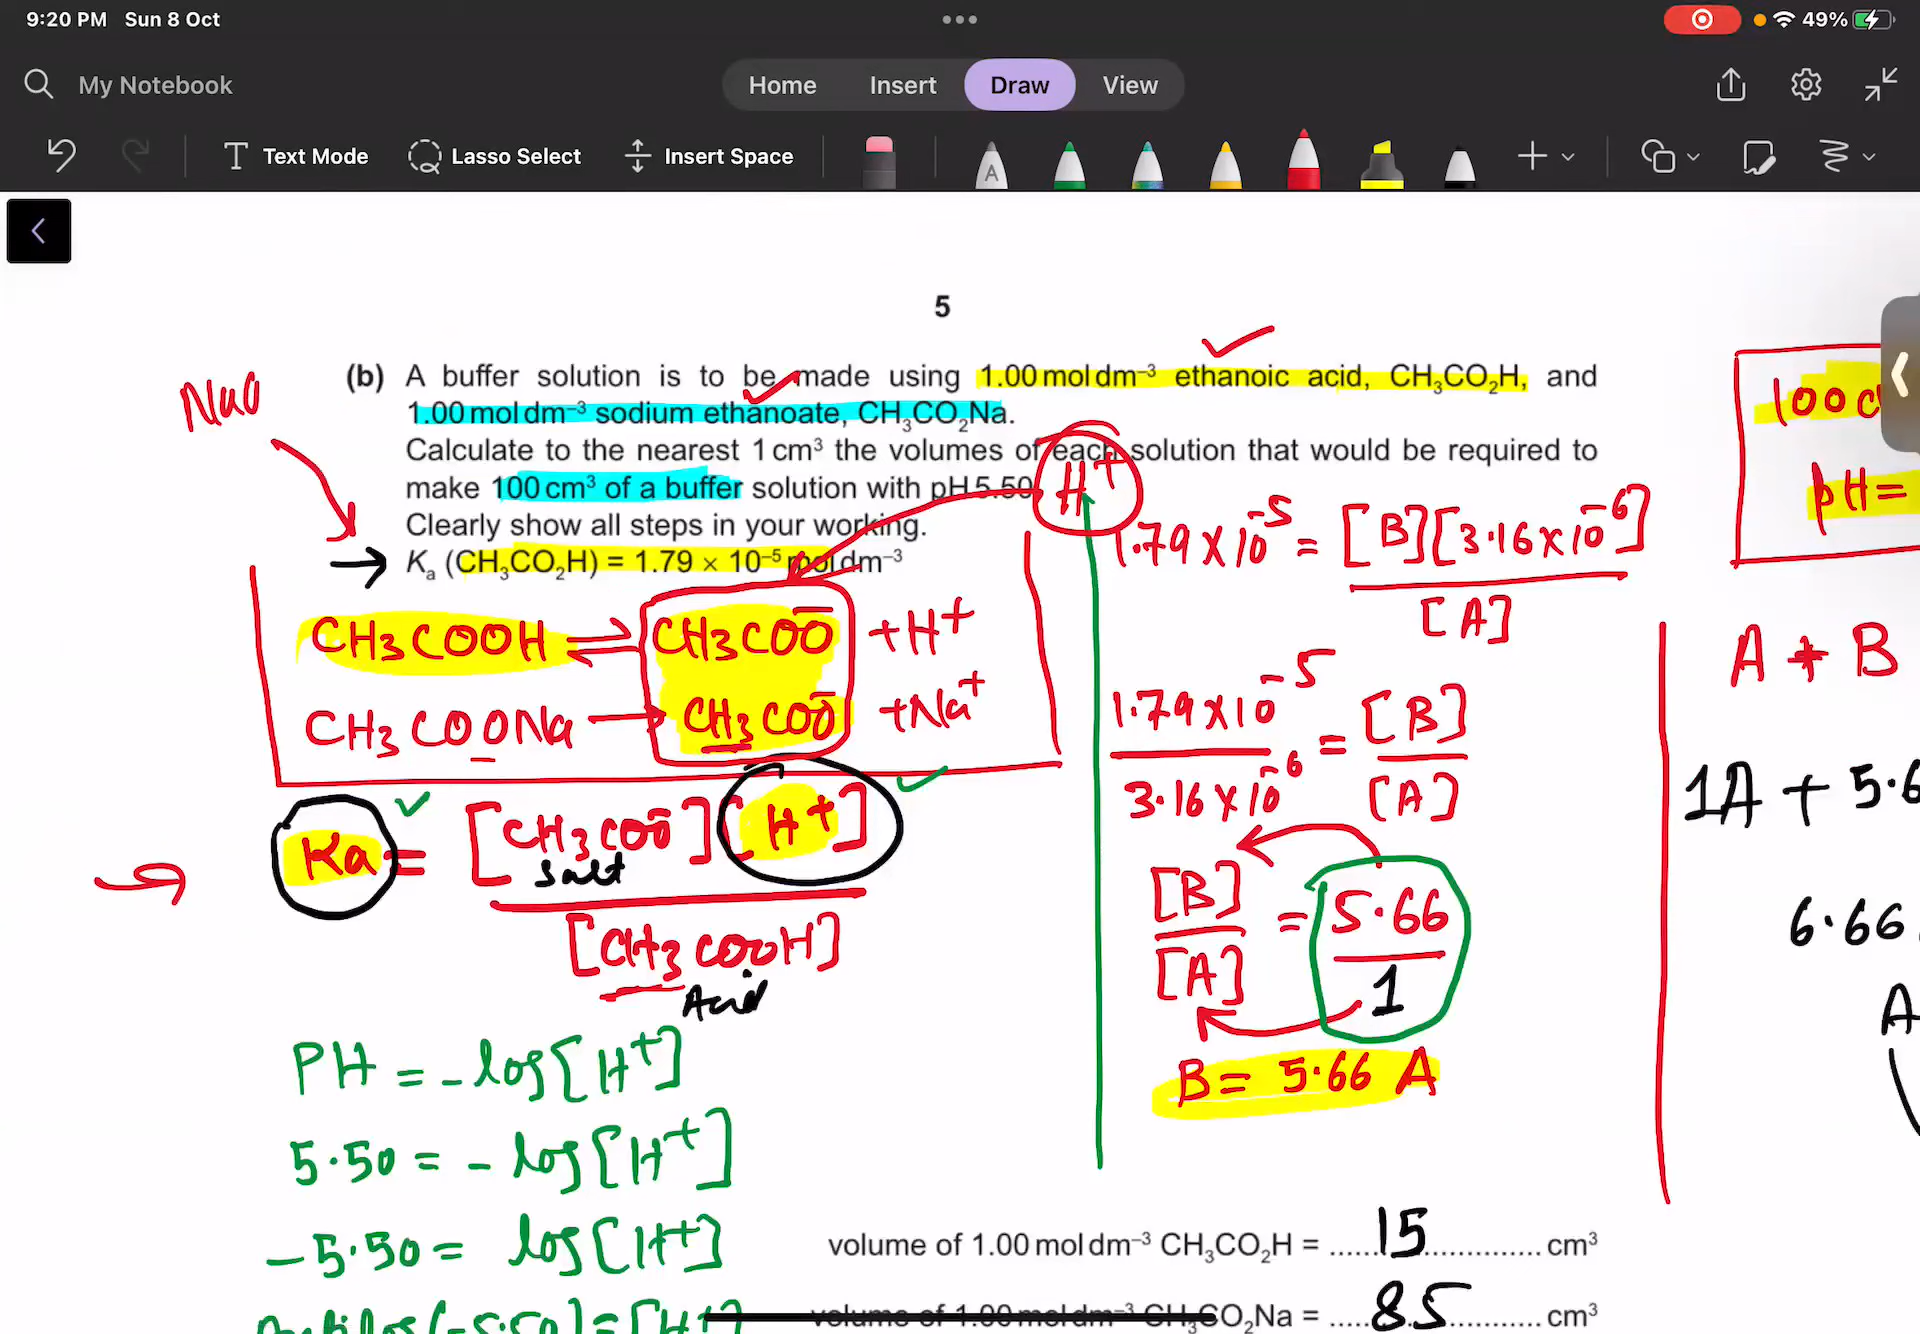 9:20 PM Sun 8 Oct
49%
My Notebook
Home Insert Draw View
Text Mode Lasso Select Insert Space
A
5
(b) A buffer solution is to be made using 1.00 mol dm⁻³ ethanoic acid, CH₃CO₂H, and
1.00 mol dm⁻³ sodium ethanoate, CH₃CO₂Na.
Calculate to the nearest 1 cm³ the volumes of each solution that would be required to
make 100 cm³ of a buffer solution with pH 5.50
Clearly show all steps in your working.
Kₐ (CH₃CO₂H) = 1.79 × 10⁻⁵ mol dm⁻³
H⁺
CH3COOH ⇌ CH3COO⁻ + H⁺
CH3COONa → CH3COO⁻ + Na⁺
Ka = [CH3COO⁻][H⁺]
salt
[CH3COOH]
Acid
PH = -log[H⁺]
5.50 = - log[H⁺]
-5.50 = log[H⁺]
1.79 X 10⁻⁵ = [B][3.16 X 10⁻⁶]
[A]
1.79 X 10⁻⁵ = [B]
3.16 X 10⁻⁶ [A]
[B] = 5.66
[A] 1
B = 5.66 A
100
pH=
A + B
1A + 5.6
6.66
A
volume of 1.00 mol dm⁻³ CH₃CO₂H = 15 cm³
volume of 1.00 mol dm⁻³ CH₃CO₂Na = 85 cm³